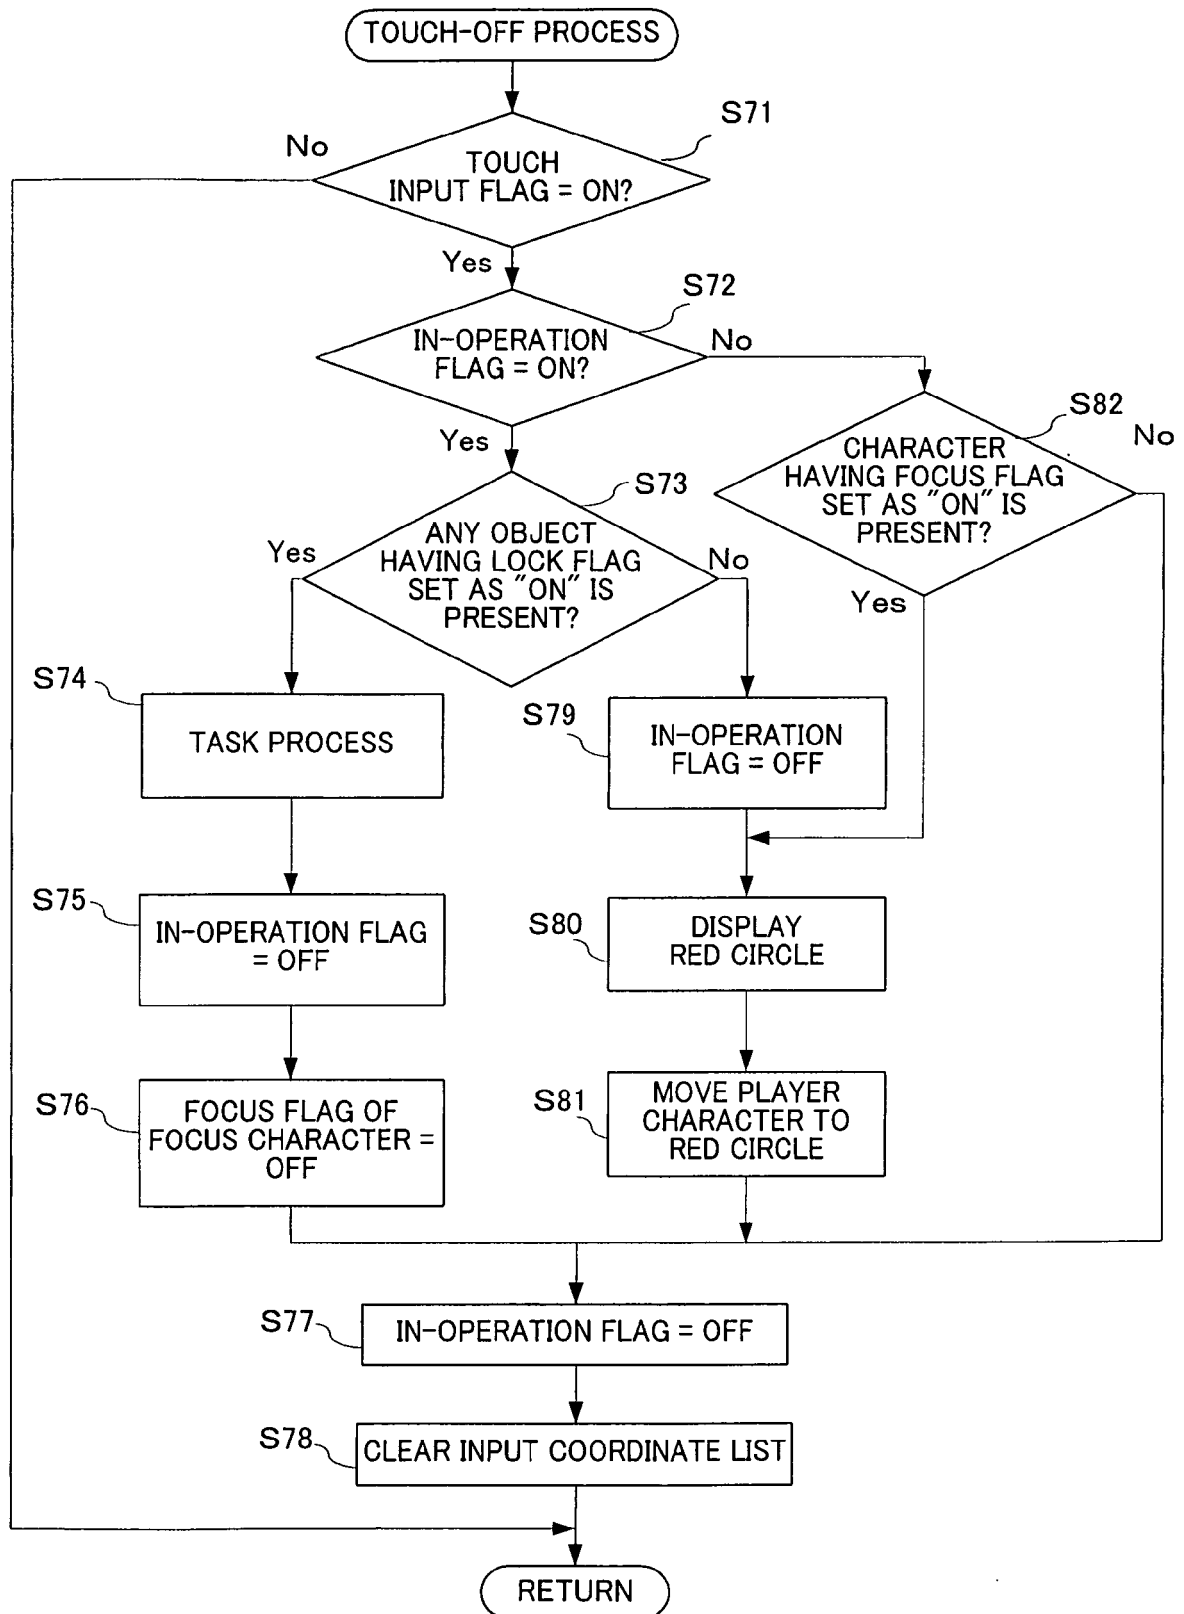 TOUCH-OFF PROCESS
S71
No
TOUCH
INPUT FLAG = ON?
Yes
S72
IN-OPERATION
FLAG = ON?
No
Yes
S82
No
CHARACTER
HAVING FOCUS FLAG
SET AS "ON" IS
PRESENT?
Yes
S73
ANY OBJECT
HAVING LOCK FLAG
SET AS "ON" IS
PRESENT?
Yes
No
S74
TASK PROCESS
S79
IN-OPERATION
FLAG = OFF
S75
IN-OPERATION FLAG
= OFF
S80
DISPLAY
RED CIRCLE
S76
FOCUS FLAG OF
FOCUS CHARACTER =
OFF
S81
MOVE PLAYER
CHARACTER TO
RED CIRCLE
S77
IN-OPERATION FLAG = OFF
S78
CLEAR INPUT COORDINATE LIST
RETURN